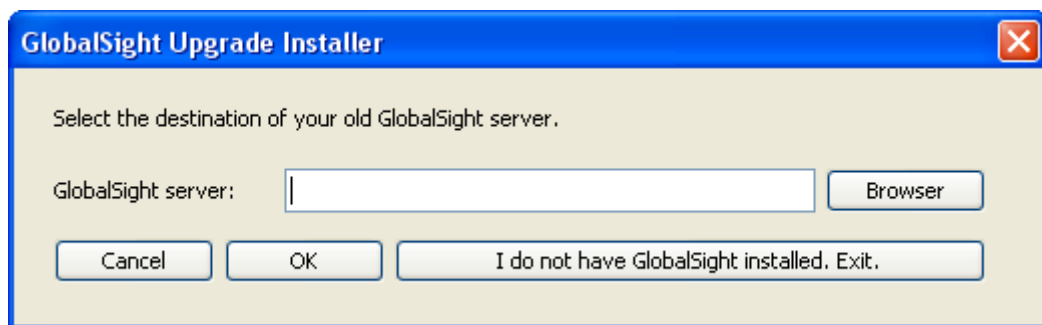 GlobalSight Upgrade Installer
Select the destination of your old GlobalSight server.
GlobalSight server: Browser
Cancel OK I do not have GlobalSight installed. Exit.